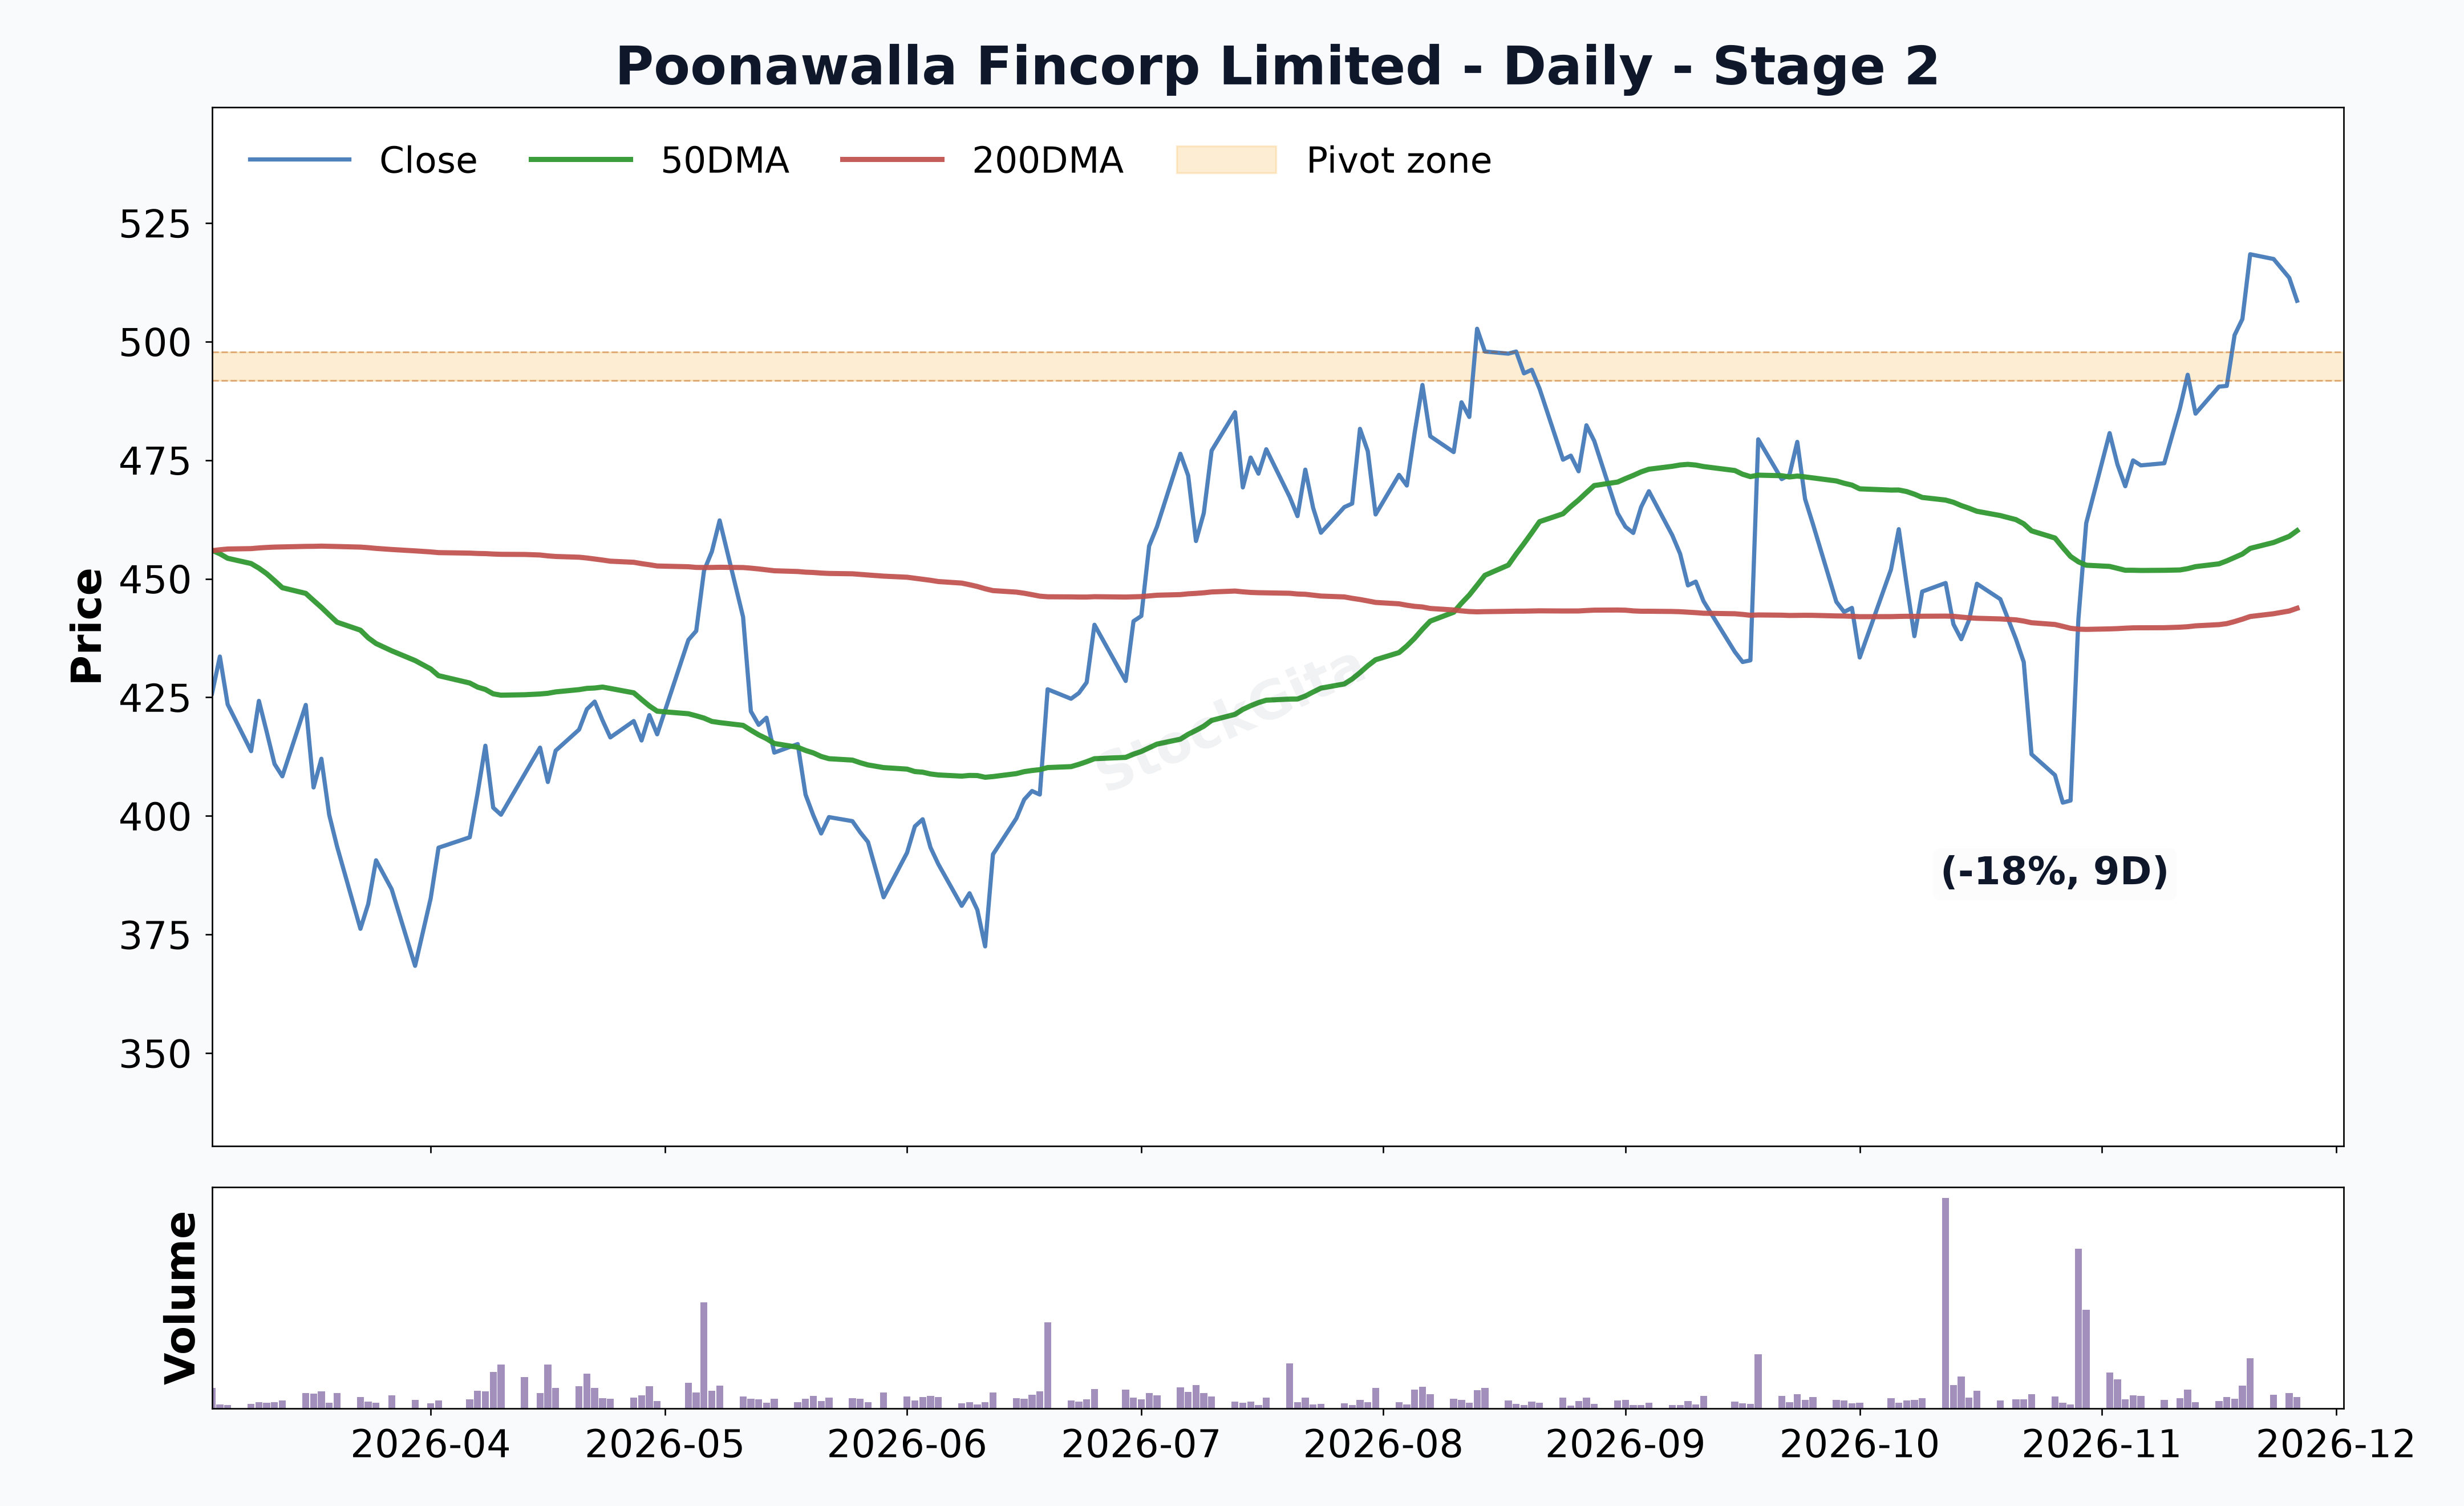 Poonawalla Fincorp Limited - Daily - Stage 2
Close 50DMA 200DMA Pivot zone
Price
525
500
475
450
425
400
375
350
StockGita
(-18%, 9D)
Volume
2026-04 2026-05 2026-06 2026-07 2026-08 2026-09 2026-10 2026-11 2026-12